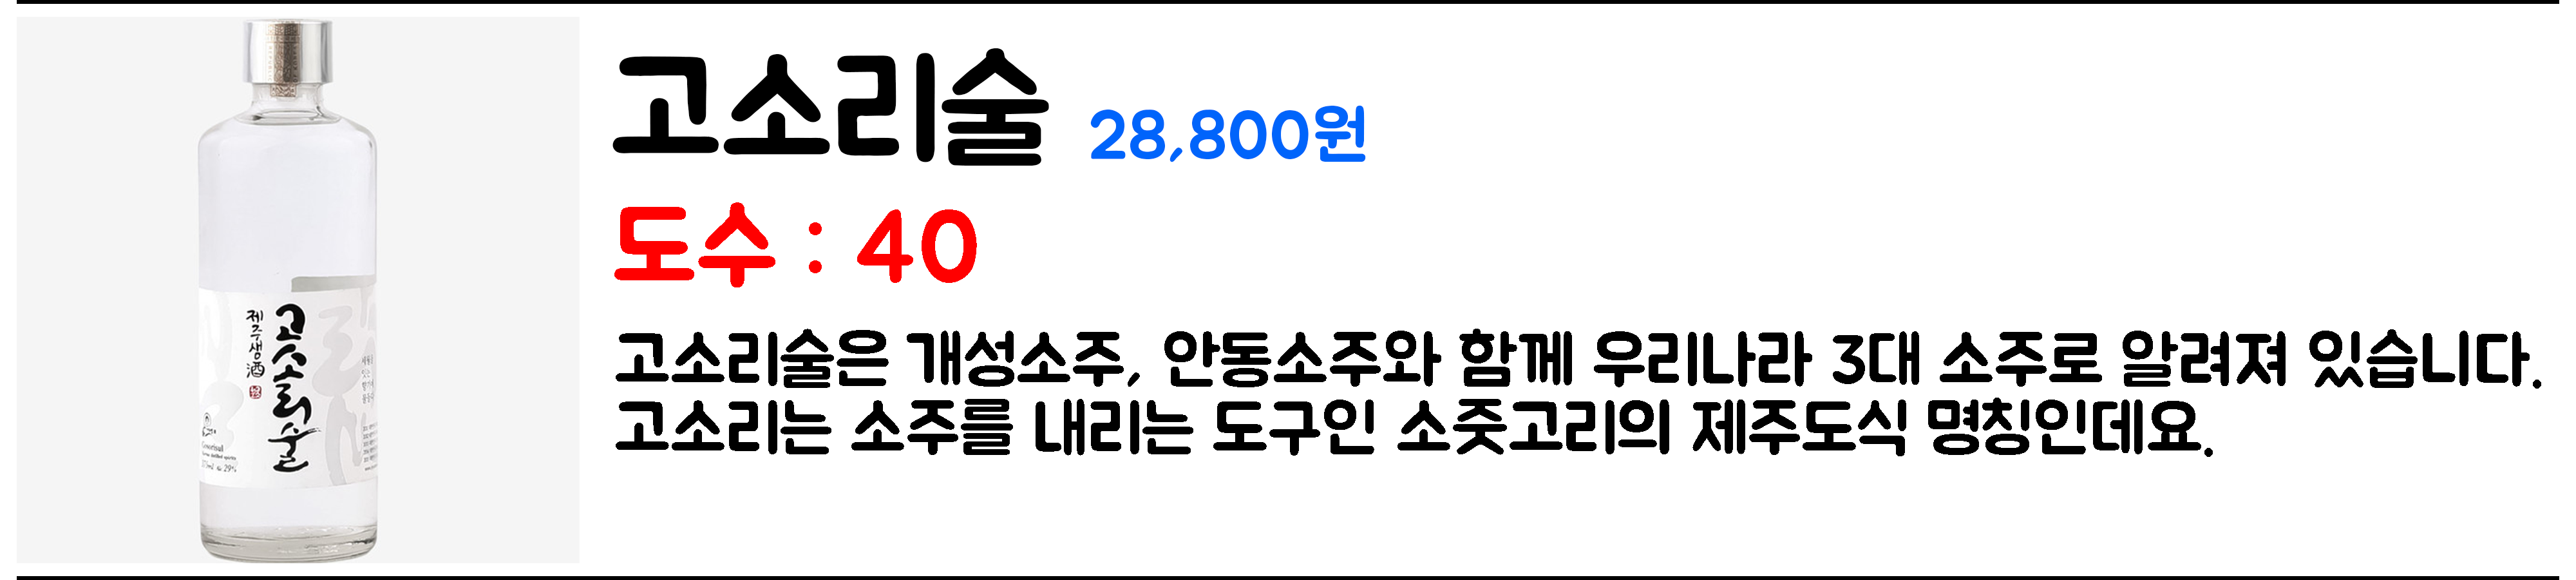 고소리술 28,800원
도수 : 40
고소리술은 개성소주, 안동소주와 함께 우리나라 3대 소주로 알려져 있습니다.
고소리는 소주를 내리는 도구인 소줏고리의 제주도식 명칭인데요.
제주생酒
고소리술